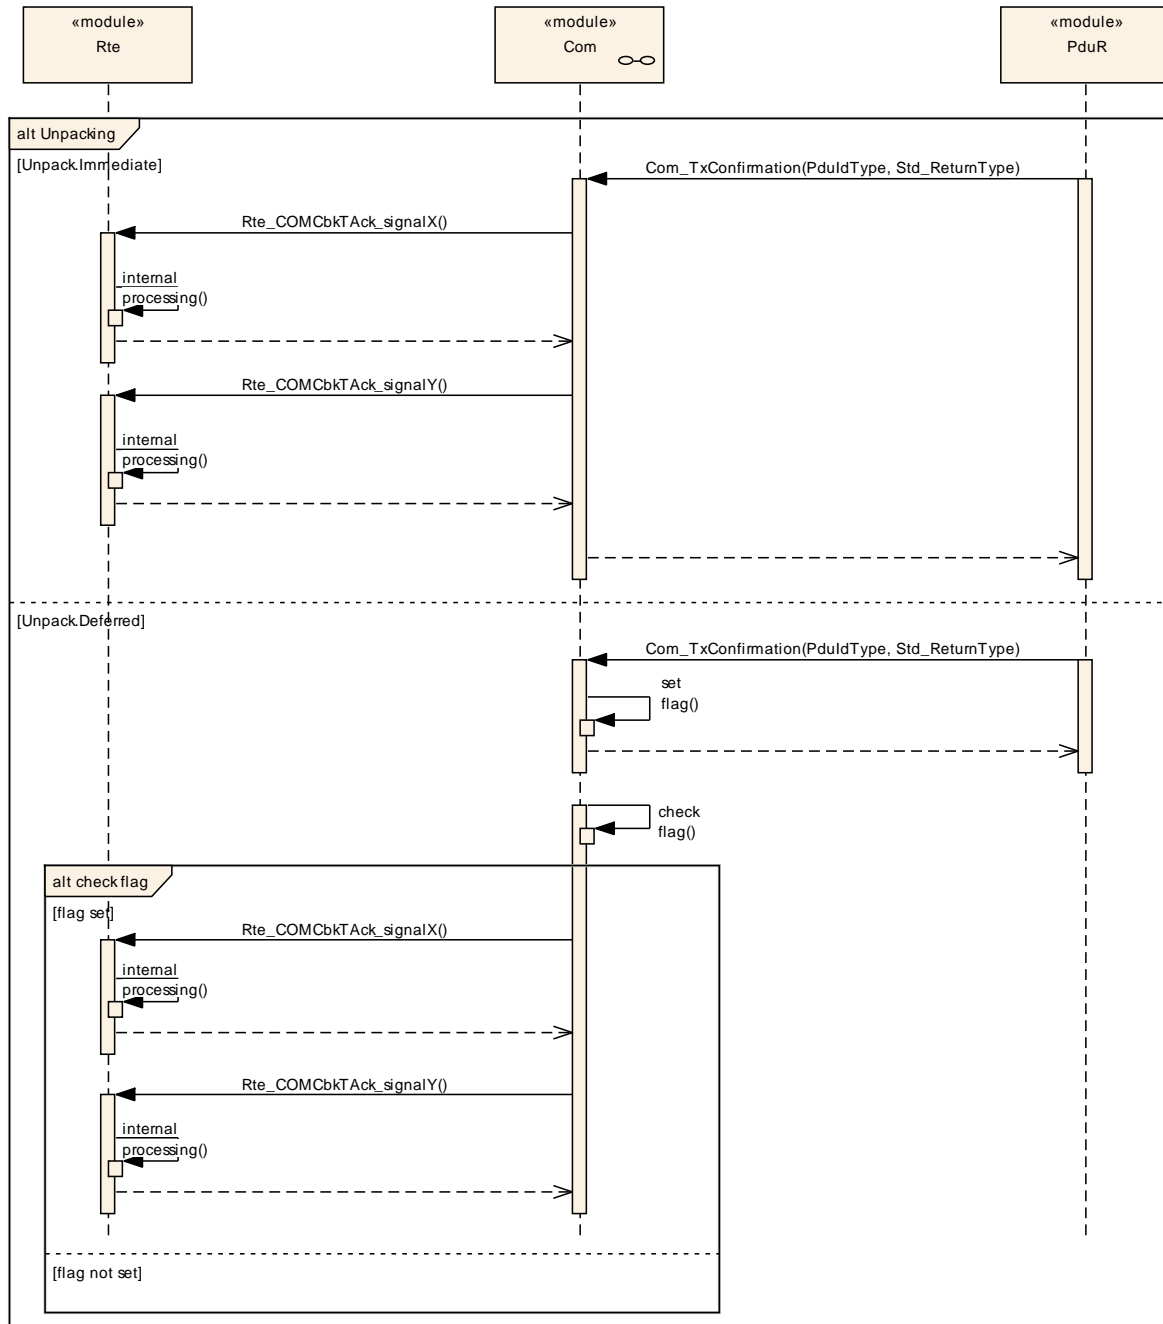 «module»
Rte
«module»
Com
«module»
PduR
alt Unpacking
[Unpack.Immediate]
Com_TxConfirmation(PduIdType, Std_ReturnType)
Rte_COMCbkTAck_signalX()
internal
processing()
Rte_COMCbkTAck_signalY()
internal
processing()
[Unpack.Deferred]
Com_TxConfirmation(PduIdType, Std_ReturnType)
set
flag()
check
flag()
alt check flag
[flag set]
Rte_COMCbkTAck_signalX()
internal
processing()
Rte_COMCbkTAck_signalY()
internal
processing()
[flag not set]